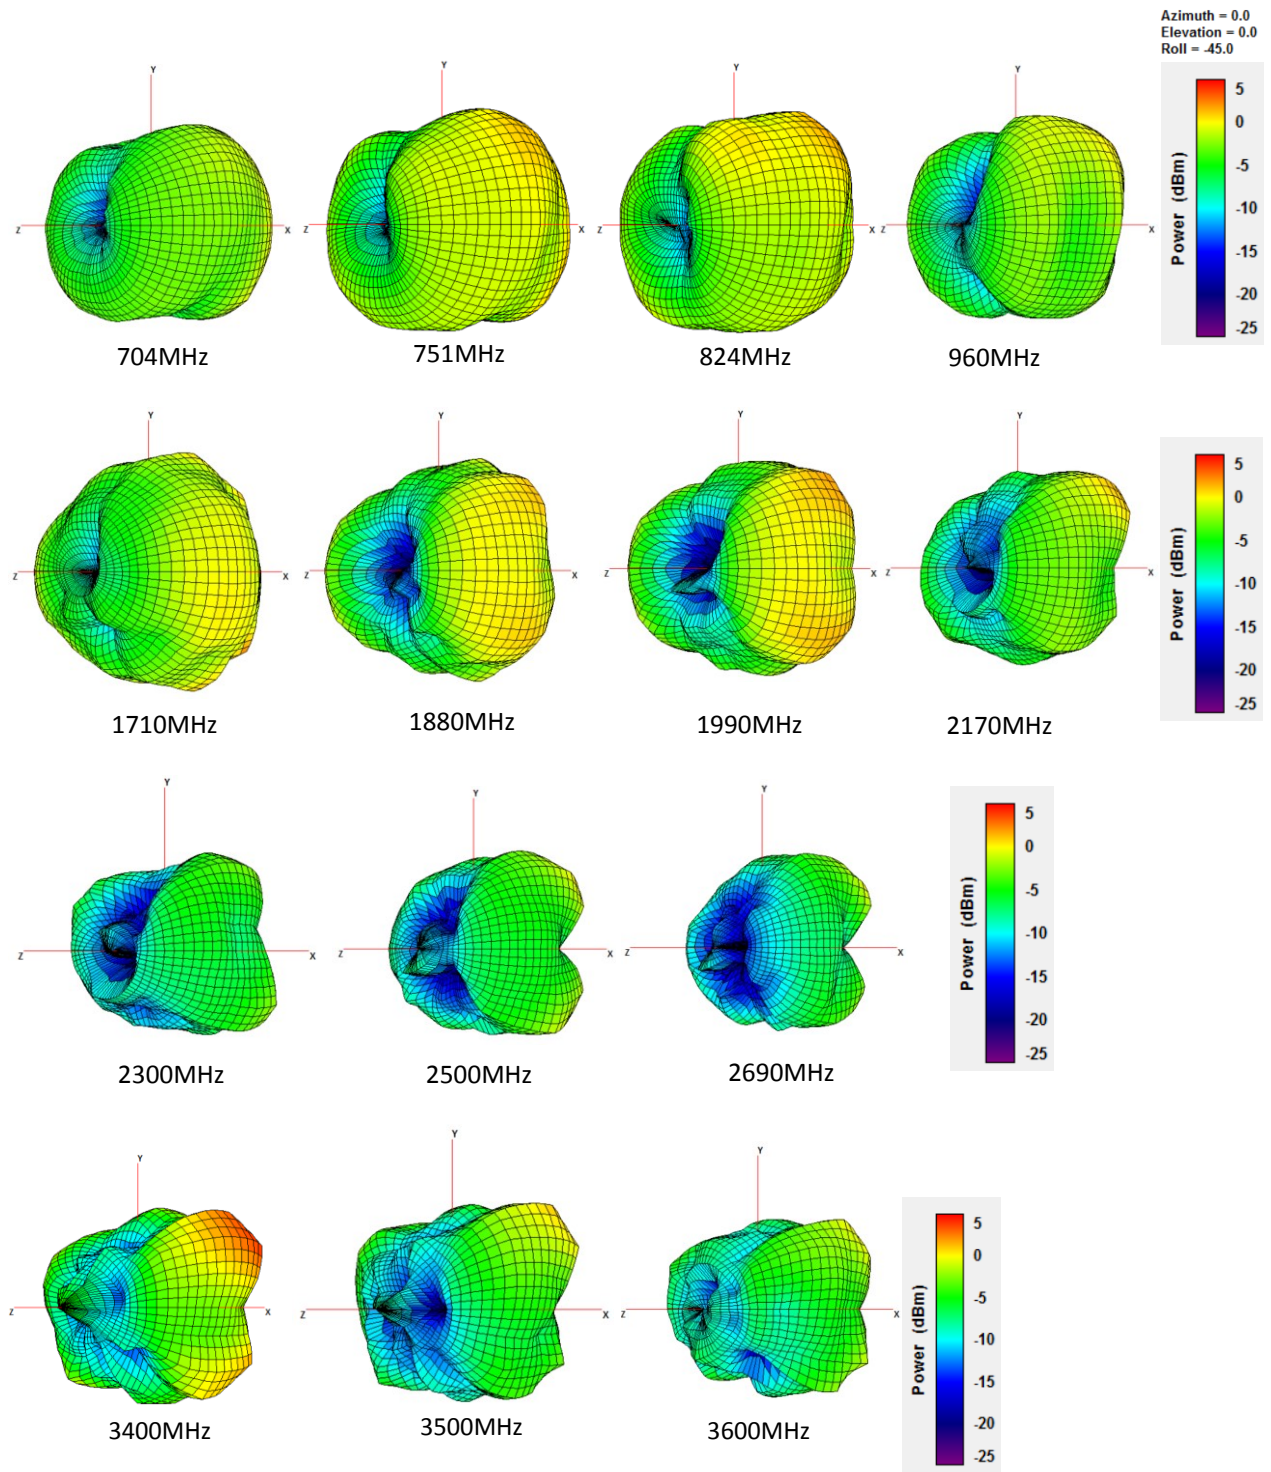 Azimuth = 0.0
Elevation = 0.0
Roll = -45.0
Y
Y
Y
Y
Z
X
Z
X
Z
X
Z
X
Power (dBm)
5
0
-5
-10
-15
-20
-25
704MHz
751MHz
824MHz
960MHz
Y
Y
Y
Y
Z
X
Z
X
Z
X
Z
X
Power (dBm)
5
0
-5
-10
-15
-20
-25
1710MHz
1880MHz
1990MHz
2170MHz
Y
Y
Y
Z
X
Z
X
Z
X
Power (dBm)
5
0
-5
-10
-15
-20
-25
2300MHz
2500MHz
2690MHz
Y
Y
Y
Z
X
Z
X
Z
X
Power (dBm)
5
0
-5
-10
-15
-20
-25
3400MHz
3500MHz
3600MHz